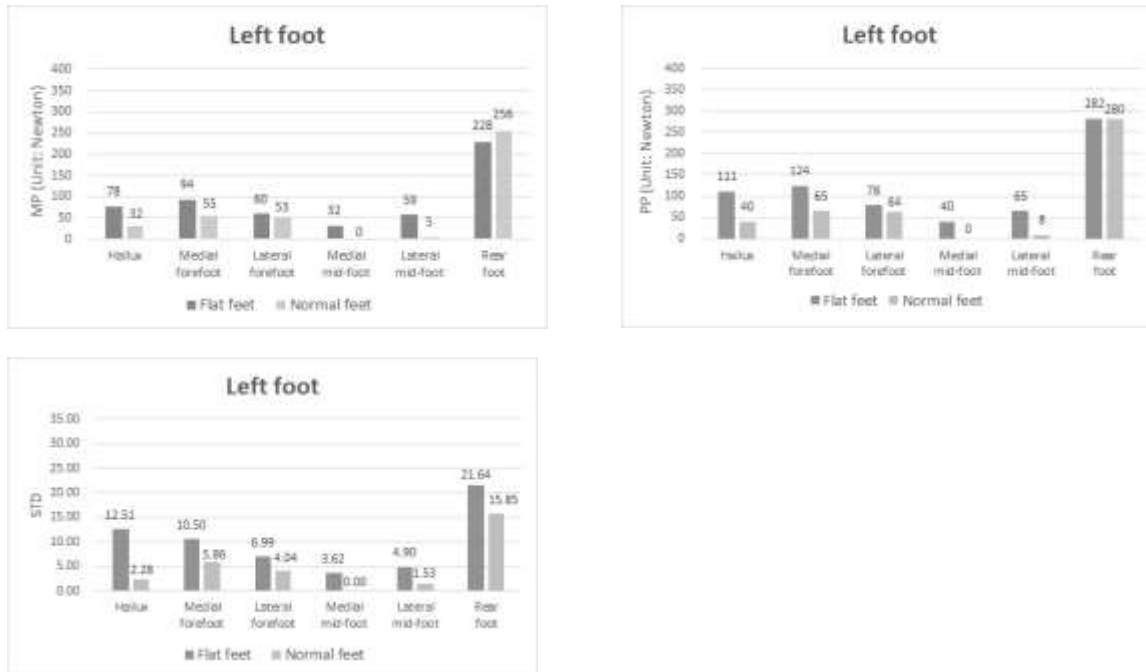 Left foot
MP (Unit: Newton)
400
350
300
250
200
150
100
50
0
78
32
94
55
60
53
32
0
59
5
228
256
Hallux
Medial forefoot
Lateral forefoot
Medial mid-foot
Lateral mid-foot
Rear foot
Flat feet
Normal feet
Left foot
PP (Unit: Newton)
400
350
300
250
200
150
100
50
0
111
40
124
65
78
64
40
0
65
8
282
280
Hallux
Medial forefoot
Lateral forefoot
Medial mid-foot
Lateral mid-foot
Rear foot
Flat feet
Normal feet
Left foot
STD
35.00
30.00
25.00
20.00
15.00
10.00
5.00
0.00
12.51
2.28
10.50
5.86
6.99
4.04
3.62
0.00
4.90
1.53
21.64
15.85
Hallux
Medial forefoot
Lateral forefoot
Medial mid-foot
Lateral mid-foot
Rear foot
Flat feet
Normal feet